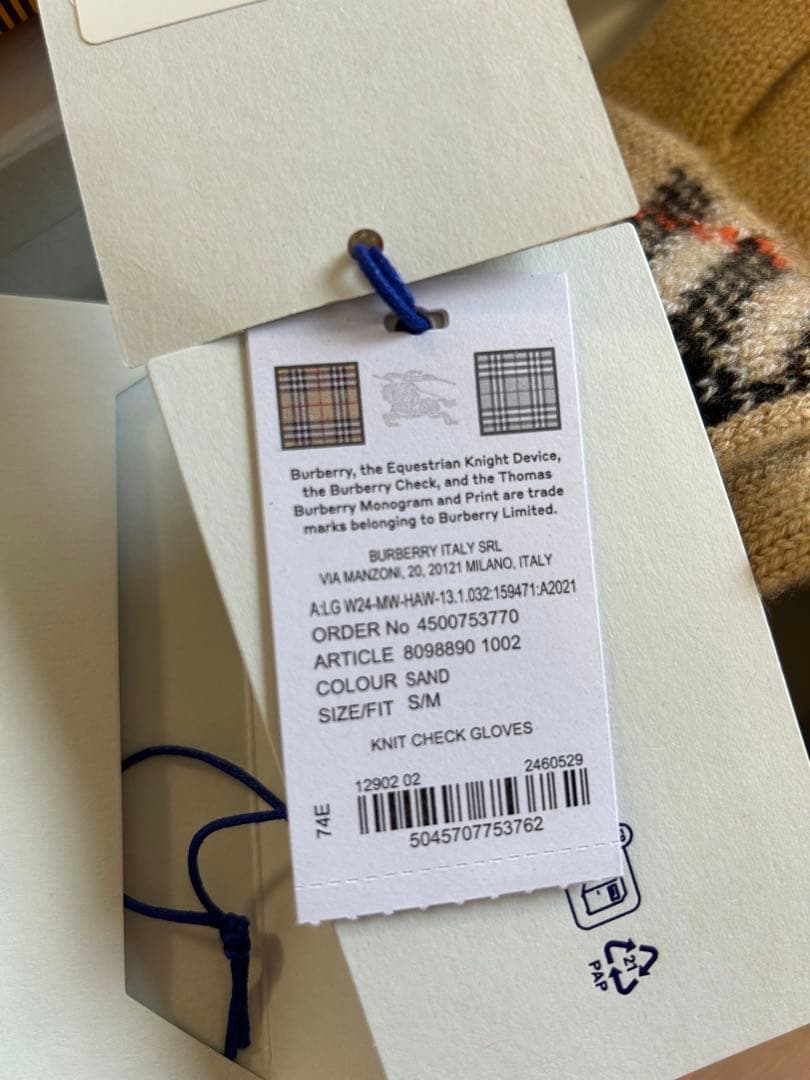 Burberry, the Equestrian Knight Device,
the Burberry Check, and the Thomas
Burberry Monogram and Print are trade
marks belonging to Burberry Limited.
BURBERRY ITALY SRL
VIA MANZONI, 20, 20121 MILANO, ITALY
A:LG W24-MW-HAW-13.1.032:159471:A2021
ORDER No 4500753770
ARTICLE 8098890 1002
COLOUR SAND
SIZE/FIT S/M
KNIT CHECK GLOVES
12902 02 2460529
74E
5045707753762
21
PAP